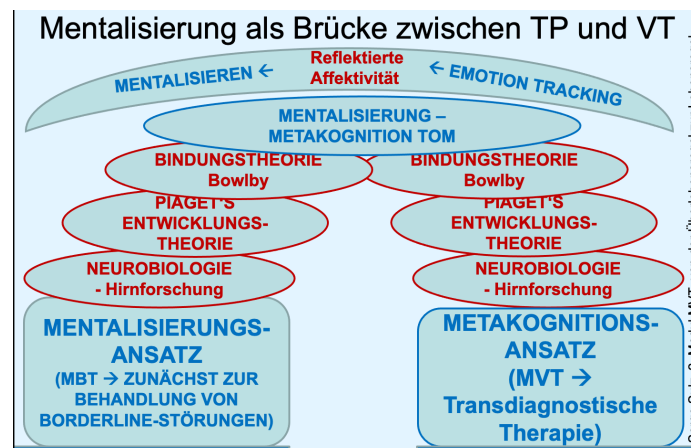 Mentalisierung als Brücke zwischen TP und VT
MENTALISIEREN ←
Reflektierte
Affektivität
← EMOTION TRACKING
MENTALISIERUNG –
METAKOGNITION TOM
BINDUNGSTHEORIE
Bowlby
BINDUNGSTHEORIE
Bowlby
PIAGET'S
ENTWICKLUNGS-
THEORIE
PIAGET'S
ENTWICKLUNGS-
THEORIE
NEUROBIOLOGIE
- Hirnforschung
NEUROBIOLOGIE
- Hirnforschung
MENTALISIERUNGS-
ANSATZ
(MBT → ZUNÄCHST ZUR
BEHANDLUNG VON
BORDERLINE-STÖRUNGEN)
METAKOGNITIONS-
ANSATZ
(MVT →
Transdiagnostische
Therapie)